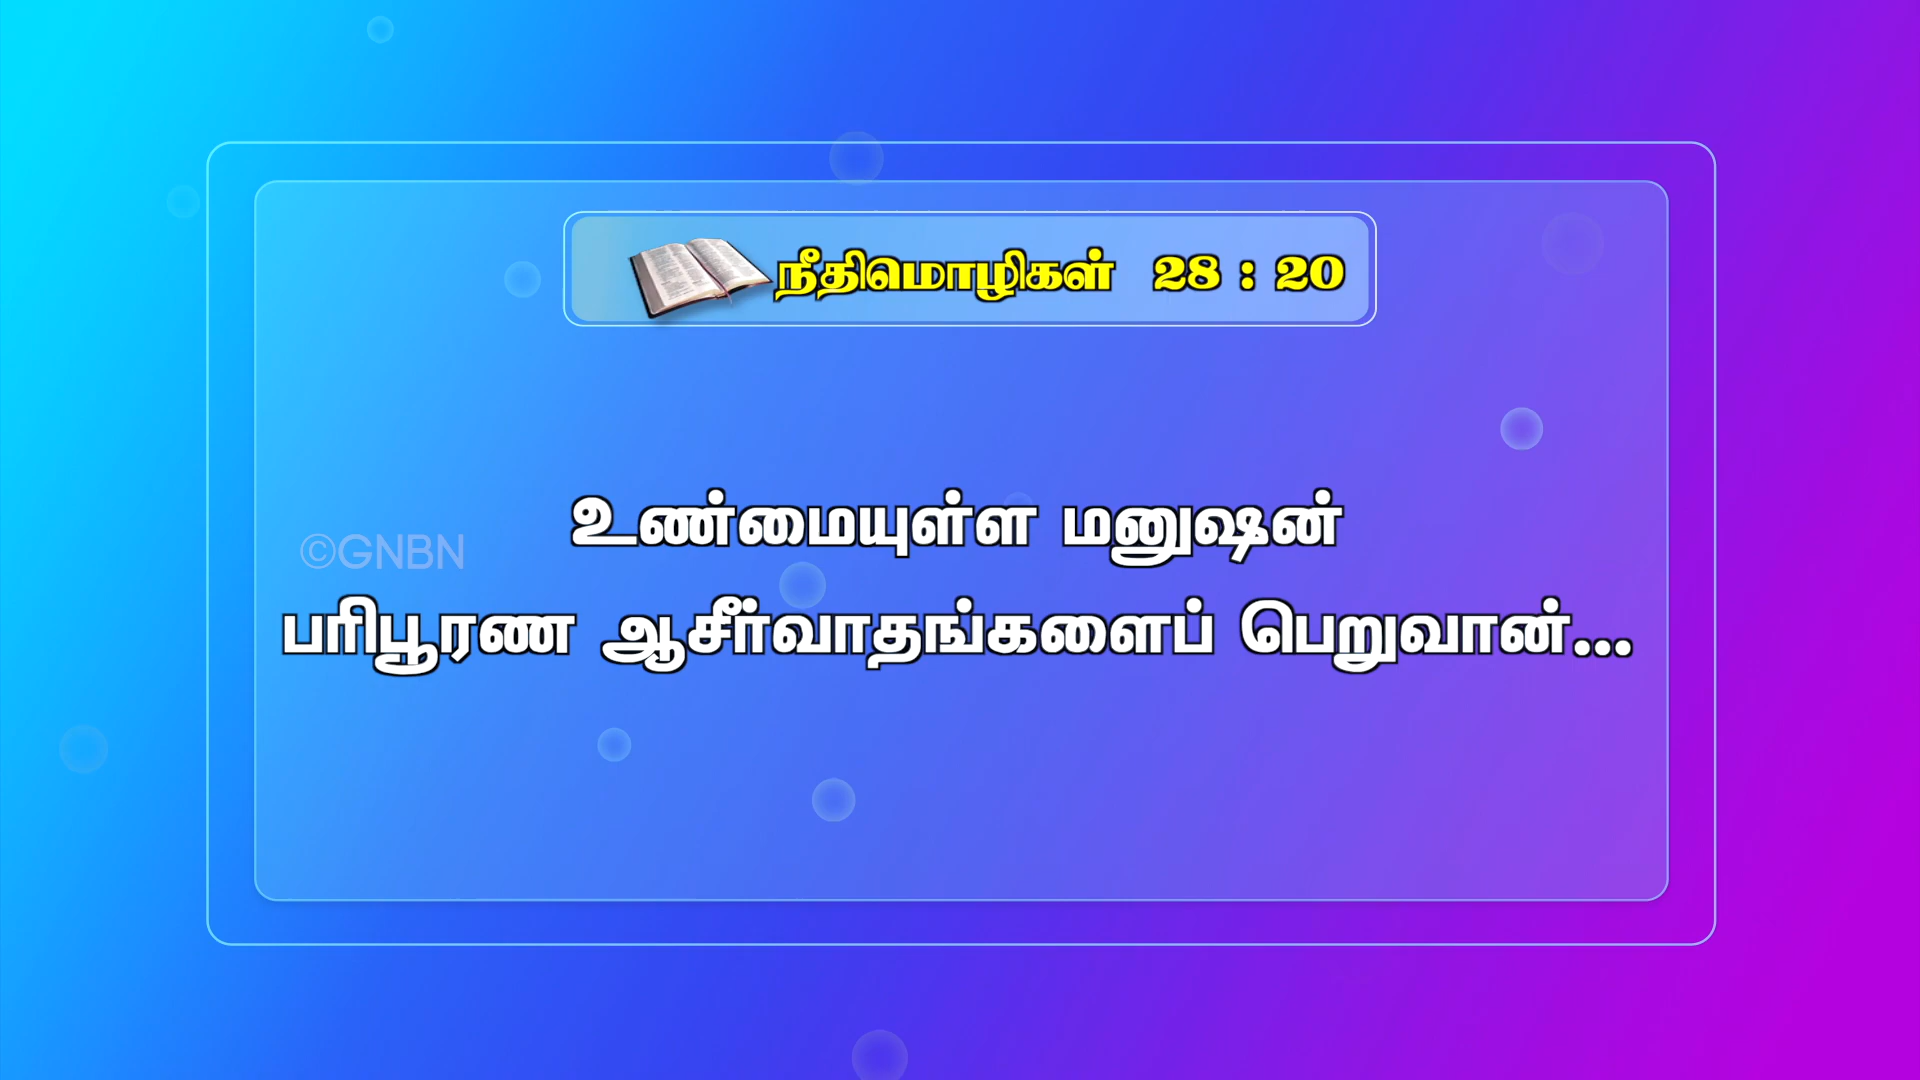 நீதிமொழிகள் 28 : 20
உண்மையுள்ள மனுஷன்
©GNBN
பரிபூரண ஆசீர்வாதங்களைப் பெறுவான்...